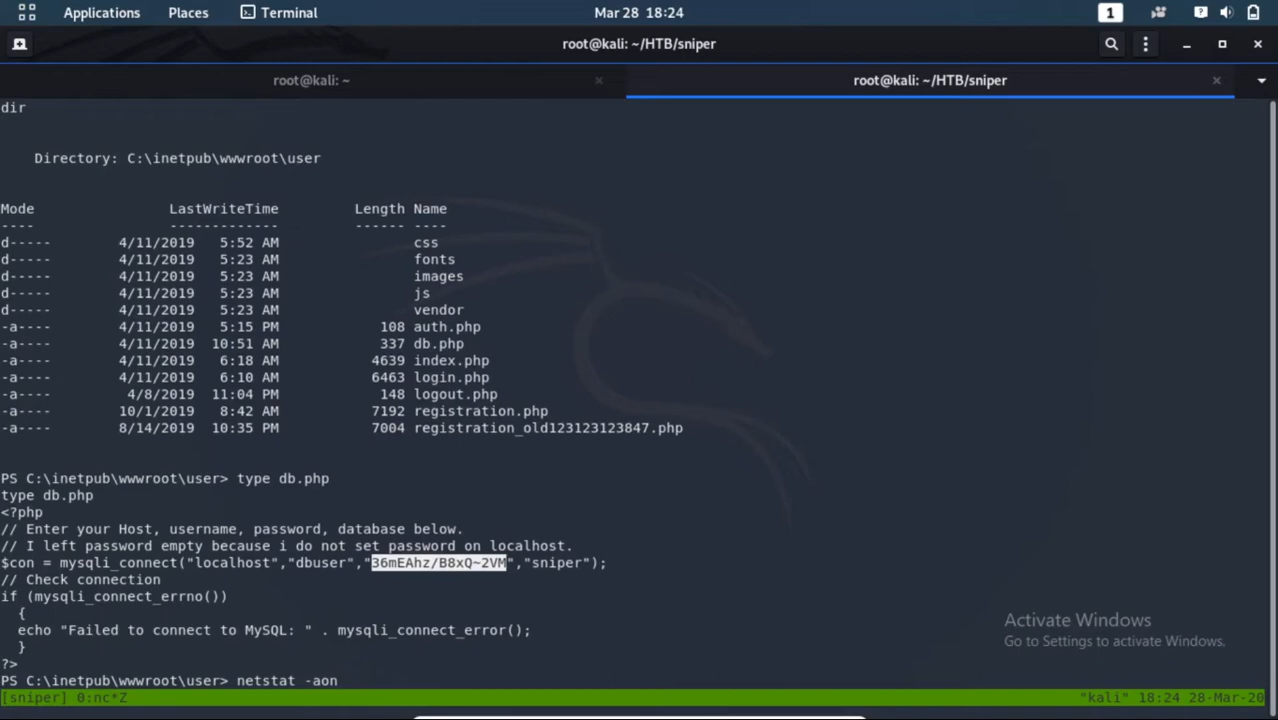 Applications Places Terminal Mar 28 18:24 1
root@kali: ~/HTB/sniper
root@kali: ~ × root@kali: ~/HTB/sniper ×
dir
Directory: C:\inetpub\wwwroot\user
Mode LastWriteTime Length Name
---- ------------- ------ ----
d----- 4/11/2019 5:52 AM css
d----- 4/11/2019 5:23 AM fonts
d----- 4/11/2019 5:23 AM images
d----- 4/11/2019 5:23 AM js
d----- 4/11/2019 5:23 AM vendor
-a---- 4/11/2019 5:15 PM 108 auth.php
-a---- 4/11/2019 10:51 AM 337 db.php
-a---- 4/11/2019 6:18 AM 4639 index.php
-a---- 4/11/2019 6:10 AM 6463 login.php
-a---- 4/8/2019 11:04 PM 148 logout.php
-a---- 10/1/2019 8:42 AM 7192 registration.php
-a---- 8/14/2019 10:35 PM 7004 registration_old123123123847.php
PS C:\inetpub\wwwroot\user> type db.php
type db.php
<?php
// Enter your Host, username, password, database below.
// I left password empty because i do not set password on localhost.
$con = mysqli_connect("localhost","dbuser","36mEAhz/B8xQ~2VM","sniper");
// Check connection
if (mysqli_connect_errno())
{
echo "Failed to connect to MySQL: " . mysqli_connect_error();
}
?>
PS C:\inetpub\wwwroot\user> netstat -aon
Activate Windows
Go to Settings to activate Windows.
[sniper] 0:nc*Z "kali" 18:24 28-Mar-20